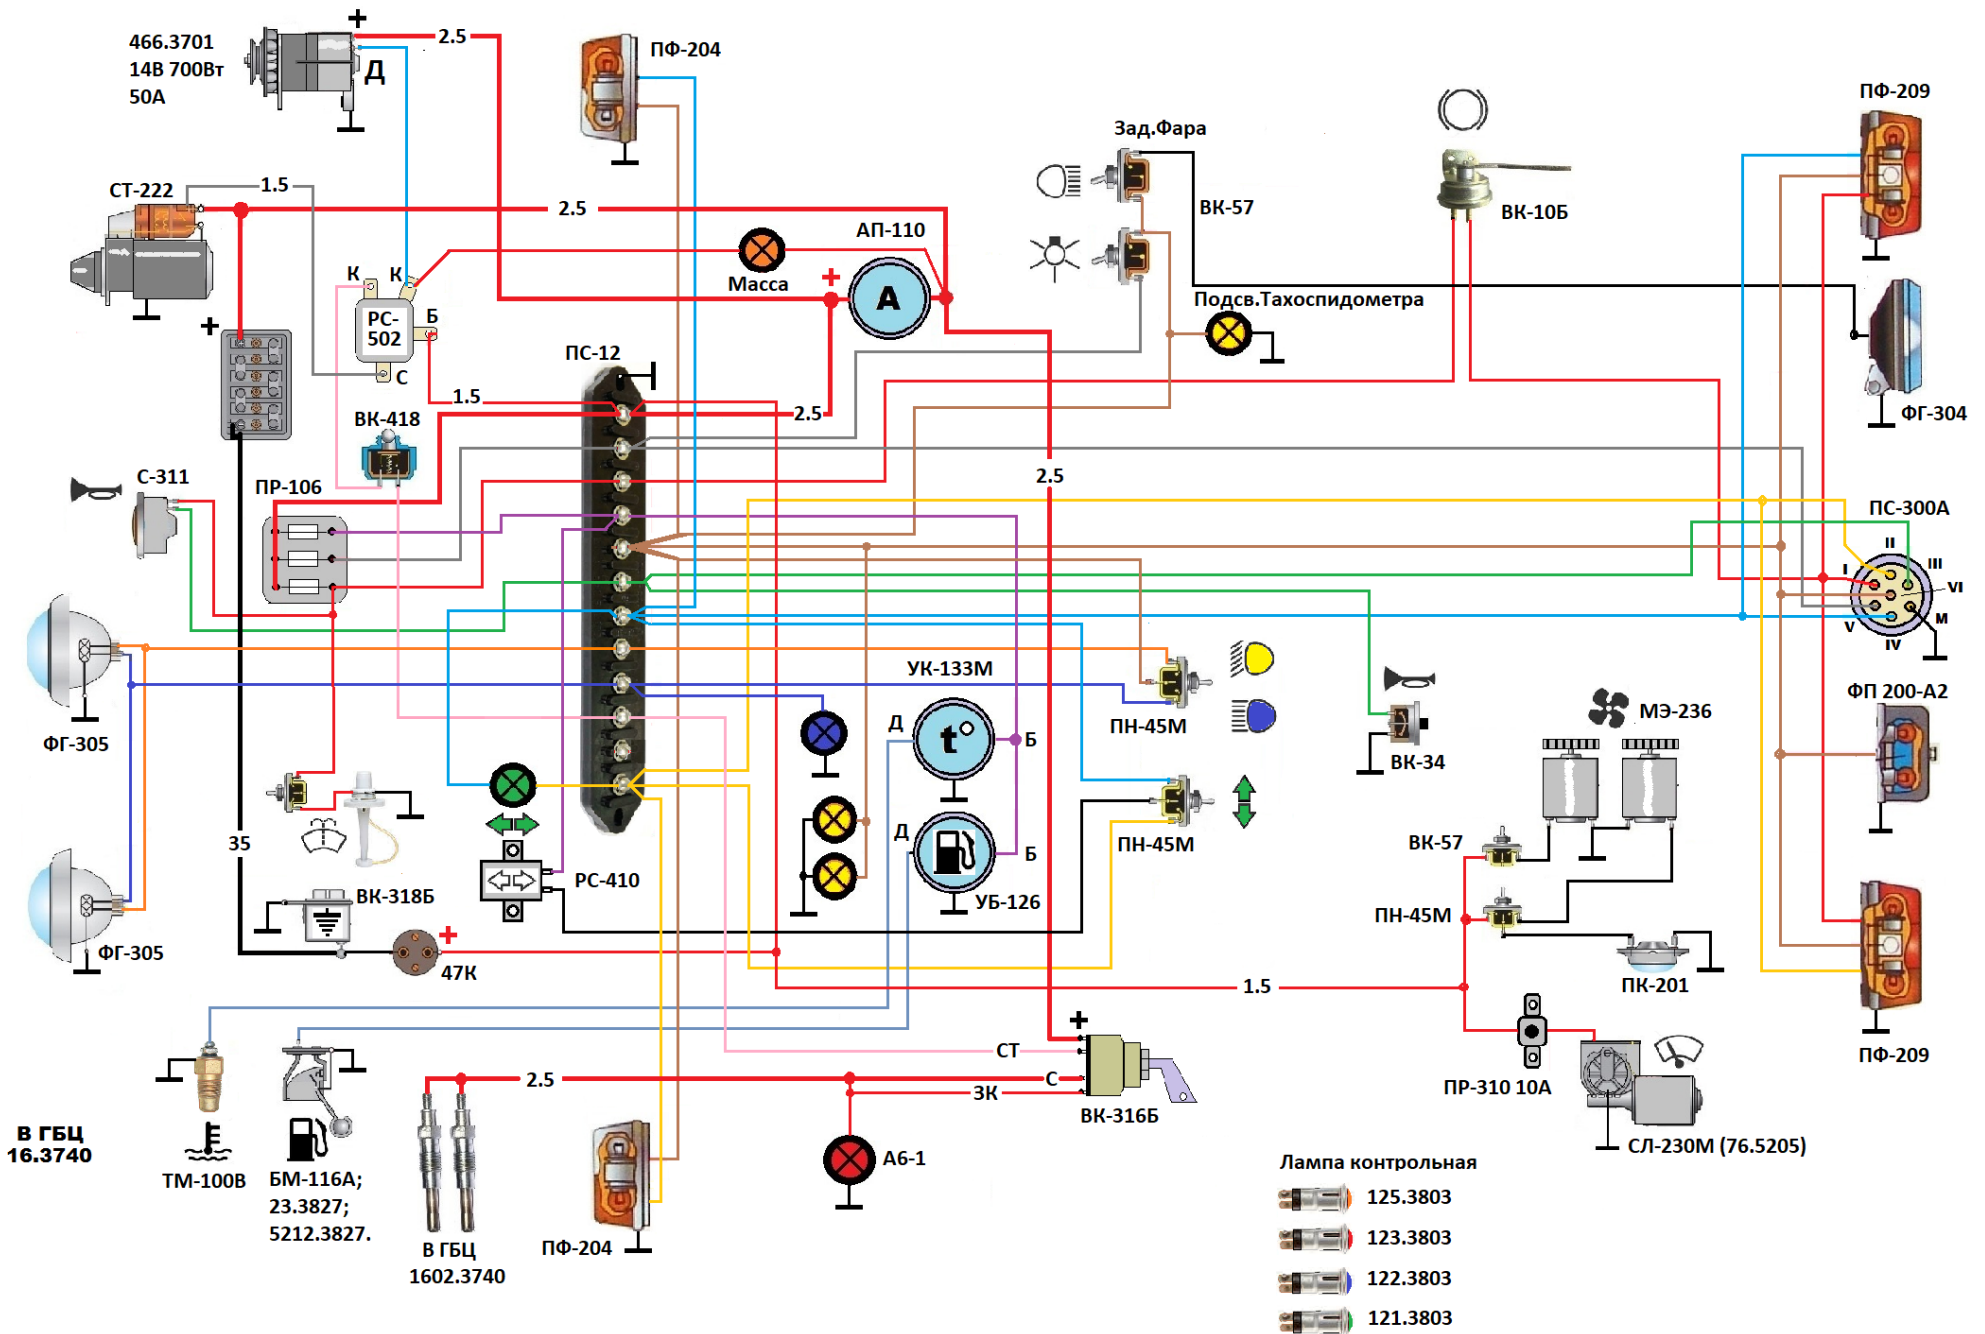 466.3701
14В 700Вт
50А
+
Д
2.5
ПФ-204
СТ-222
1.5
2.5
+
К
К
РС-
502
Б
С
1.5
ПС-12
Масса
АП-110
+
А
2.5
Зад.Фара
ВК-57
Подсв.Тахоспидометра
ВК-10Б
ПФ-209
ФГ-304
ВК-418
С-311
ПР-106
2.5
ПС-300А
I
II
III
VI
V
IV
М
ФГ-305
УК-133М
Д
t°
Б
ПН-45М
ВК-34
МЭ-236
ФП 200-А2
35
ВК-318Б
РС-410
Д
Б
УБ-126
ПН-45М
ВК-57
ПН-45М
ПК-201
ФГ-305
+
47К
1.5
ПФ-209
+
СТ
С
ЗК
2.5
ВК-316Б
ПР-310 10А
СЛ-230М (76.5205)
В ГБЦ
16.3740
ТМ-100В
БМ-116А;
23.3827;
5212.3827.
В ГБЦ
1602.3740
ПФ-204
А6-1
Лампа контрольная
125.3803
123.3803
122.3803
121.3803